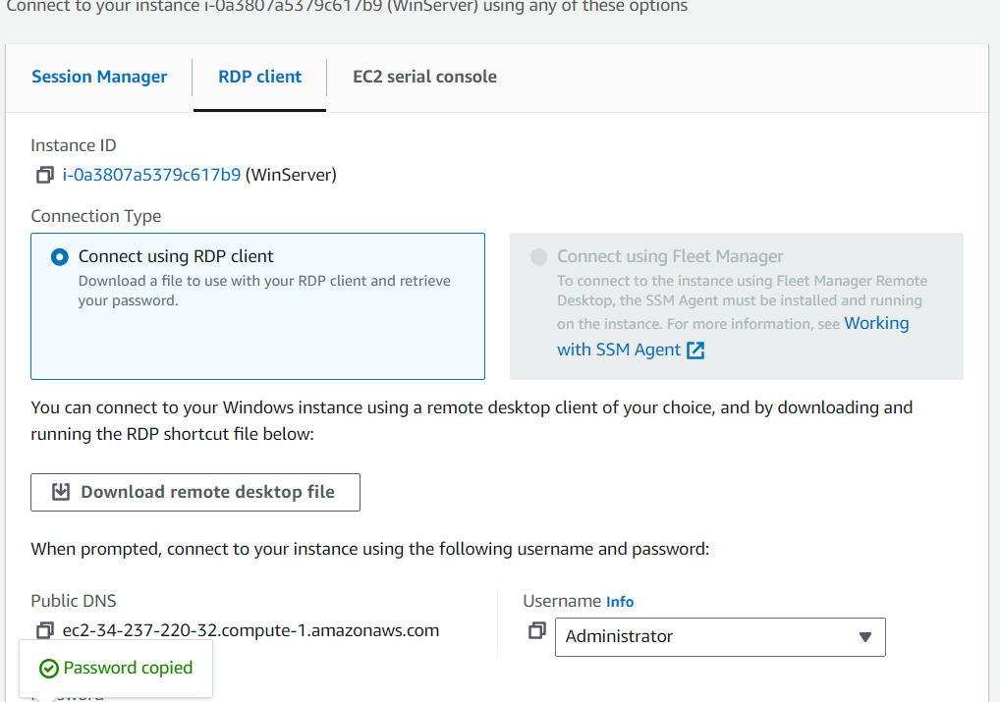 Connect to your instance i-0a3807a5379c617b9 (WinServer) using any of these options
Session Manager
RDP client
EC2 serial console
Instance ID
i-0a3807a5379c617b9 (WinServer)
Connection Type
Connect using RDP client
Download a file to use with your RDP client and retrieve
your password.
Connect using Fleet Manager
To connect to the instance using Fleet Manager Remote
Desktop, the SSM Agent must be installed and running
on the instance. For more information, see Working
with SSM Agent
You can connect to your Windows instance using a remote desktop client of your choice, and by downloading and
running the RDP shortcut file below:
Download remote desktop file
When prompted, connect to your instance using the following username and password:
Public DNS
ec2-34-237-220-32.compute-1.amazonaws.com
Username Info
Administrator
Password copied